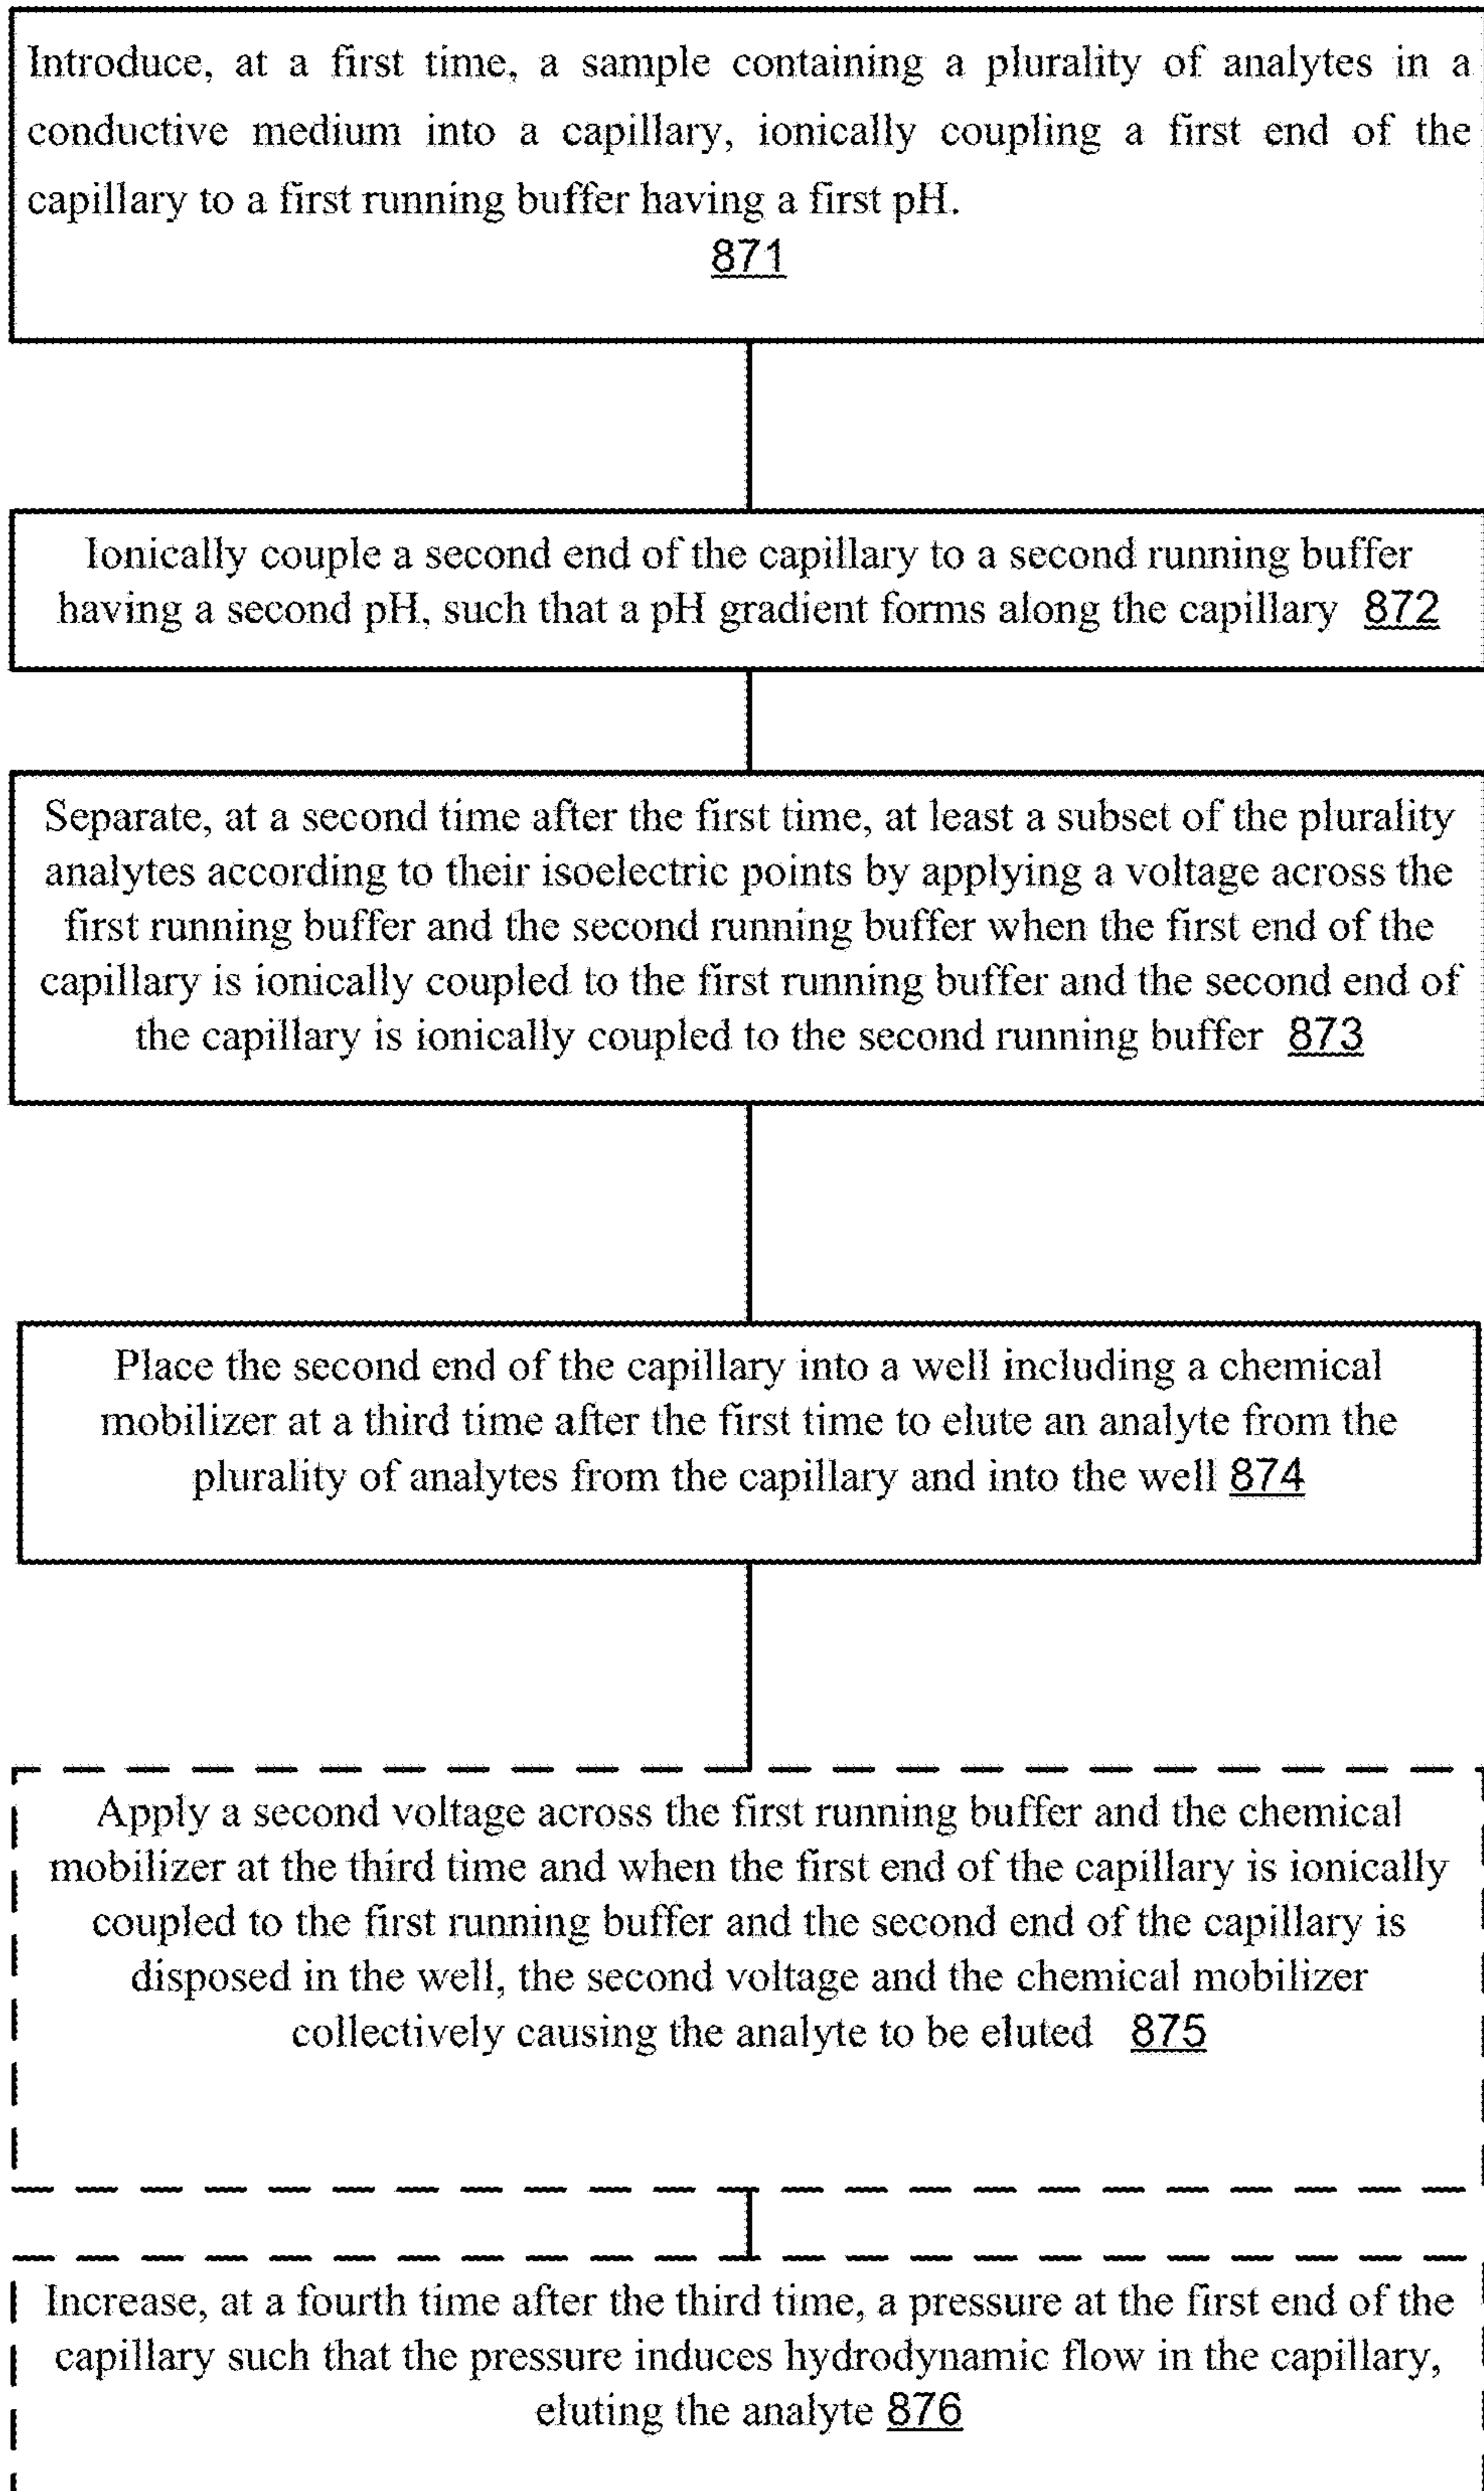 Introduce, at a first time, a sample containing a plurality of analytes in a
conductive medium into a capillary, ionically coupling a first end of the
capillary to a first running buffer having a first pH.
871
Ionically couple a second end of the capillary to a second running buffer
having a second pH, such that a pH gradient forms along the capillary 872
Separate, at a second time after the first time, at least a subset of the plurality
analytes according to their isoelectric points by applying a voltage across the
first running buffer and the second running buffer when the first end of the
capillary is ionically coupled to the first running buffer and the second end of
the capillary is ionically coupled to the second running buffer 873
Place the second end of the capillary into a well including a chemical
mobilizer at a third time after the first time to elute an analyte from the
plurality of analytes from the capillary and into the well 874
Apply a second voltage across the first running buffer and the chemical
mobilizer at the third time and when the first end of the capillary is ionically
coupled to the first running buffer and the second end of the capillary is
disposed in the well, the second voltage and the chemical mobilizer
collectively causing the analyte to be eluted 875
Increase, at a fourth time after the third time, a pressure at the first end of the
capillary such that the pressure induces hydrodynamic flow in the capillary,
eluting the analyte 876